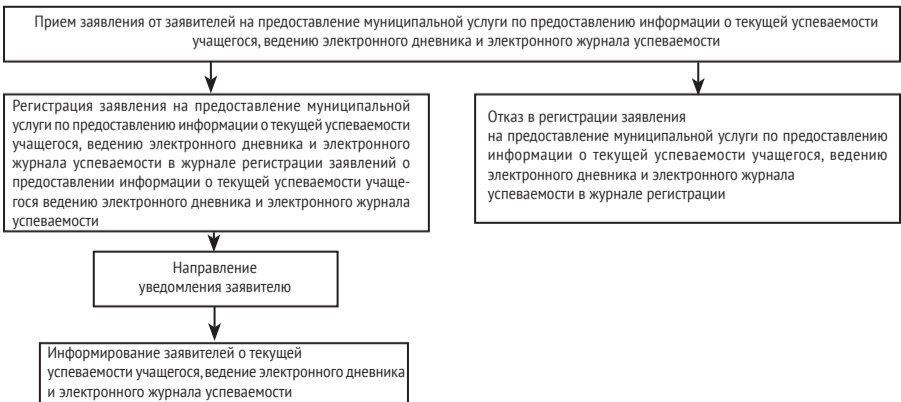 Прием заявления от заявителей на предоставление муниципальной услуги по предоставлению информации о текущей успеваемости
учащегося, ведению электронного дневника и электронного журнала успеваемости
Регистрация заявления на предоставление муниципальной
услуги по предоставлению информации о текущей успеваемости
учащегося, ведению электронного дневника и электронного
журнала успеваемости в журнале регистрации заявлений о
предоставлении информации о текущей успеваемости учаще-
гося ведению электронного дневника и электронного журнала
успеваемости
Отказ в регистрации заявления
на предоставление муниципальной услуги по предоставлению
информации о текущей успеваемости учащегося, ведению
электронного дневника и электронного журнала
успеваемости в журнале регистрации
Направление
уведомления заявителю
Информирование заявителей о текущей
успеваемости учащегося, ведение электронного дневника
и электронного журнала успеваемости